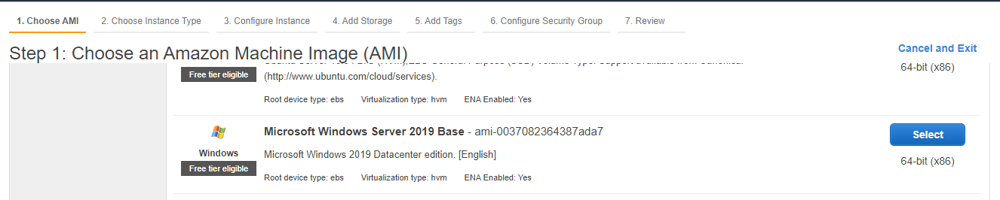 1. Choose AMI 2. Choose Instance Type 3. Configure Instance 4. Add Storage 5. Add Tags 6. Configure Security Group 7. Review
Step 1: Choose an Amazon Machine Image (AMI)
Cancel and Exit
Free tier eligible
(http://www.ubuntu.com/cloud/services).
64-bit (x86)
Root device type: ebs Virtualization type: hvm ENA Enabled: Yes
Windows
Free tier eligible
Microsoft Windows Server 2019 Base - ami-0037082364387ada7
Microsoft Windows 2019 Datacenter edition. [English]
Root device type: ebs Virtualization type: hvm ENA Enabled: Yes
Select
64-bit (x86)